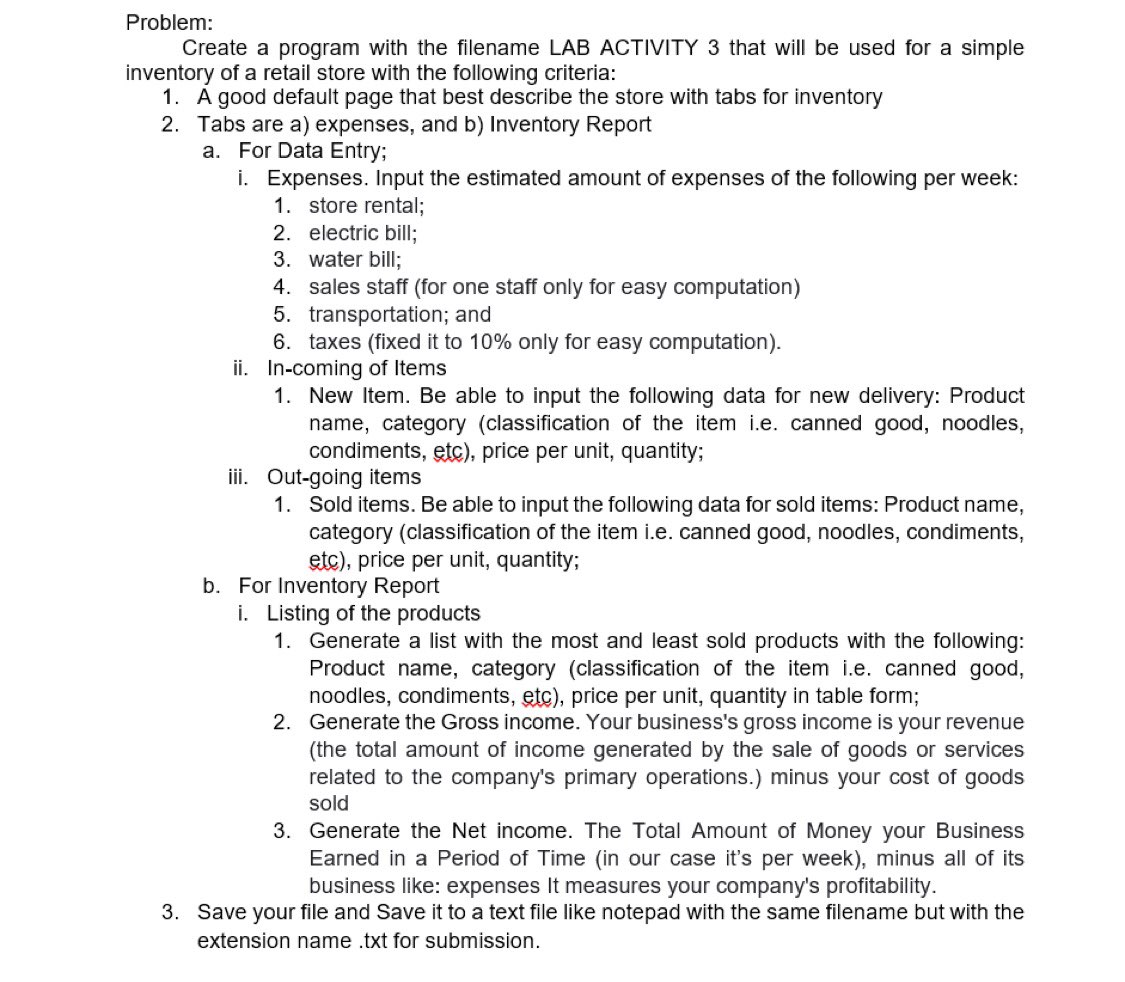 Problem:
Create a program with the filename LAB ACTIVITY 3 that will be used for a simple
inventory of a retail store with the following criteria:
1. A good default page that best describe the store with tabs for inventory
2. Tabs are a) expenses, and b) Inventory Report
a. For Data Entry;
i. Expenses. Input the estimated amount of expenses of the following per week:
1. store rental;
2. electric bill;
3. water bill;
4. sales staff (for one staff only for easy computation)
5. transportation; and
6. taxes (fixed it to 10% only for easy computation).
ii. In-coming of Items
1. New Item. Be able to input the following data for new delivery: Product
name, category (classification of the item i.e. canned good, noodles,
condiments, etc), price per unit, quantity;
iii. Out-going items
1. Sold items. Be able to input the following data for sold items: Product name,
category (classification of the item i.e. canned good, noodles, condiments,
etc), price per unit, quantity;
b. For Inventory Report
i. Listing of the products
1. Generate a list with the most and least sold products with the following:
Product name, category (classification of the item i.e. canned good,
noodles, condiments, etc), price per unit, quantity in table form;
2. Generate the Gross income. Your business's gross income is your revenue
(the total amount of income generated by the sale of goods or services
related to the company's primary operations.) minus your cost of goods
sold
3. Generate the Net income. The Total Amount of Money your Business
Earned in a Period of Time (in our case it's per week), minus all of its
business like: expenses It measures your company's profitability.
3. Save your file and Save it to a text file like notepad with the same filename but with the
extension name .txt for submission.